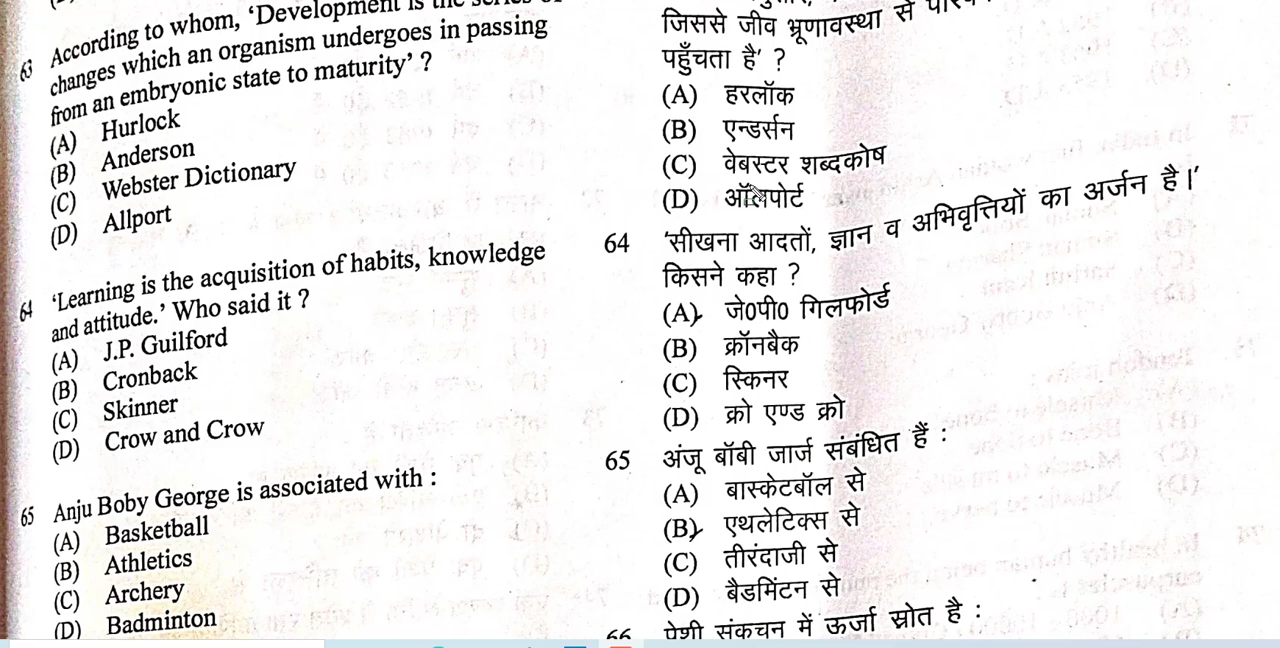 63 According to whom, 'Development is the series of
changes which an organism undergoes in passing
from an embryonic state to maturity' ?
(A) Hurlock
(B) Anderson
(C) Webster Dictionary
(D) Allport
64 'Learning is the acquisition of habits, knowledge
and attitude.' Who said it ?
(A) J.P. Guilford
(B) Cronback
(C) Skinner
(D) Crow and Crow
65 Anju Boby George is associated with :
(A) Basketball
(B) Athletics
(C) Archery
(D) Badminton
जिससे जीव भ्रूणावस्था से
पहुँचता है' ?
(A) हरलॉक
(B) एन्डर्सन
(C) वेबस्टर शब्दकोष
(D) ऑलपोर्ट
64 'सीखना आदतों, ज्ञान व अभिवृत्तियों का अर्जन है।'
किसने कहा ?
(A) जे0पी0 गिलफोर्ड
(B) क्रॉनबैक
(C) स्किनर
(D) क्रो एण्ड क्रो
65 अंजू बॉबी जार्ज संबंधित हैं :
(A) बास्केटबॉल से
(B) एथलेटिक्स से
(C) तीरंदाजी से
(D) बैडमिंटन से
66 पेशी संकुचन में ऊर्जा स्रोत है :